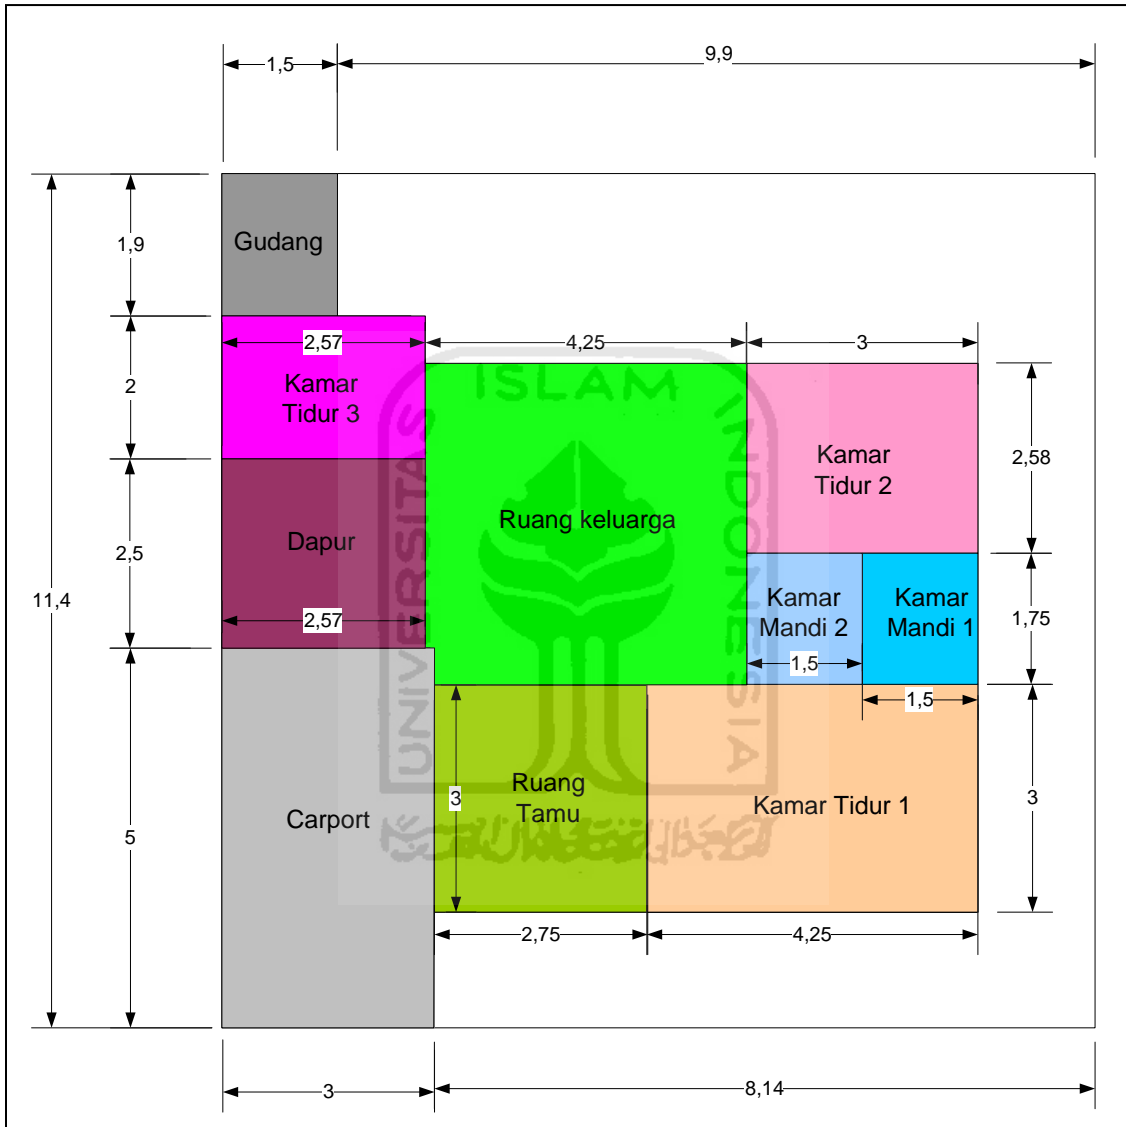 1,5
9,9
Gudang
1,9
2,57
4,25
3
Kamar
Tidur 3
2
ISLAM
UNIVERSITAS
INDONESIA
Kamar
Tidur 2
2,58
Ruang keluarga
Dapur
2,5
11,4
2,57
Kamar
Mandi 2
Kamar
Mandi 1
1,75
1,5
1,5
Ruang
Tamu
3
Kamar Tidur 1
3
Carport
5
2,75
4,25
3
8,14